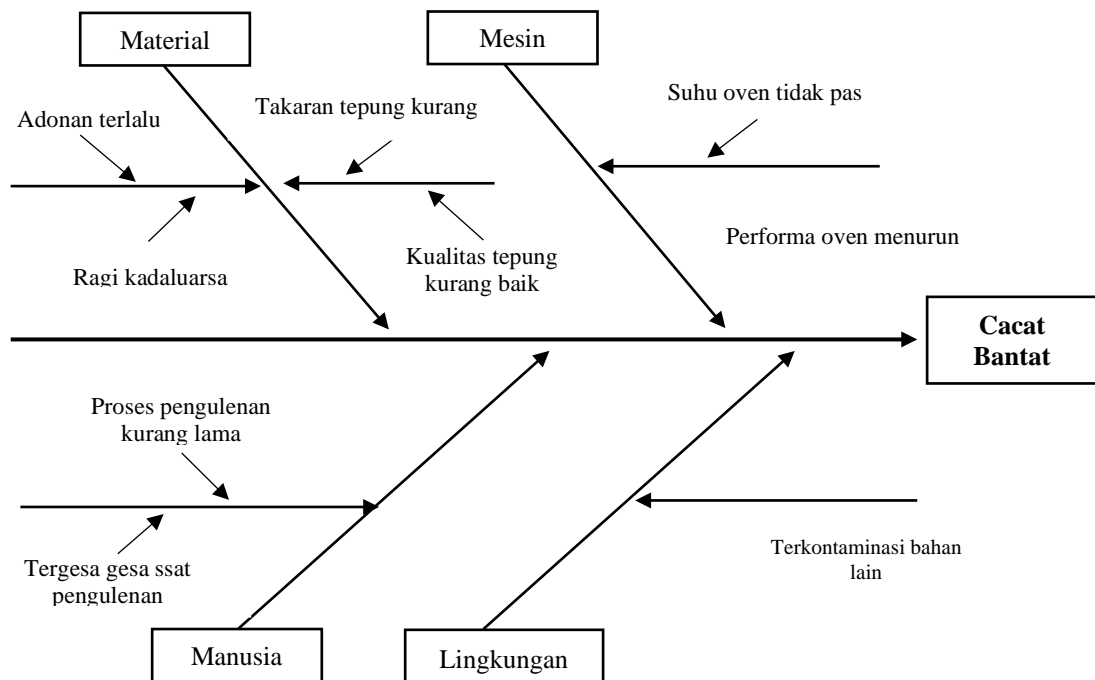 Material
Mesin
Suhu oven tidak pas
Takaran tepung kurang
Adonan terlalu
Performa oven menurun
Kualitas tepung
kurang baik
Ragi kadaluarsa
Cacat
Bantat
Proses pengulenan
kurang lama
Terkontaminasi bahan
lain
Tergesa gesa ssat
pengulenan
Manusia
Lingkungan